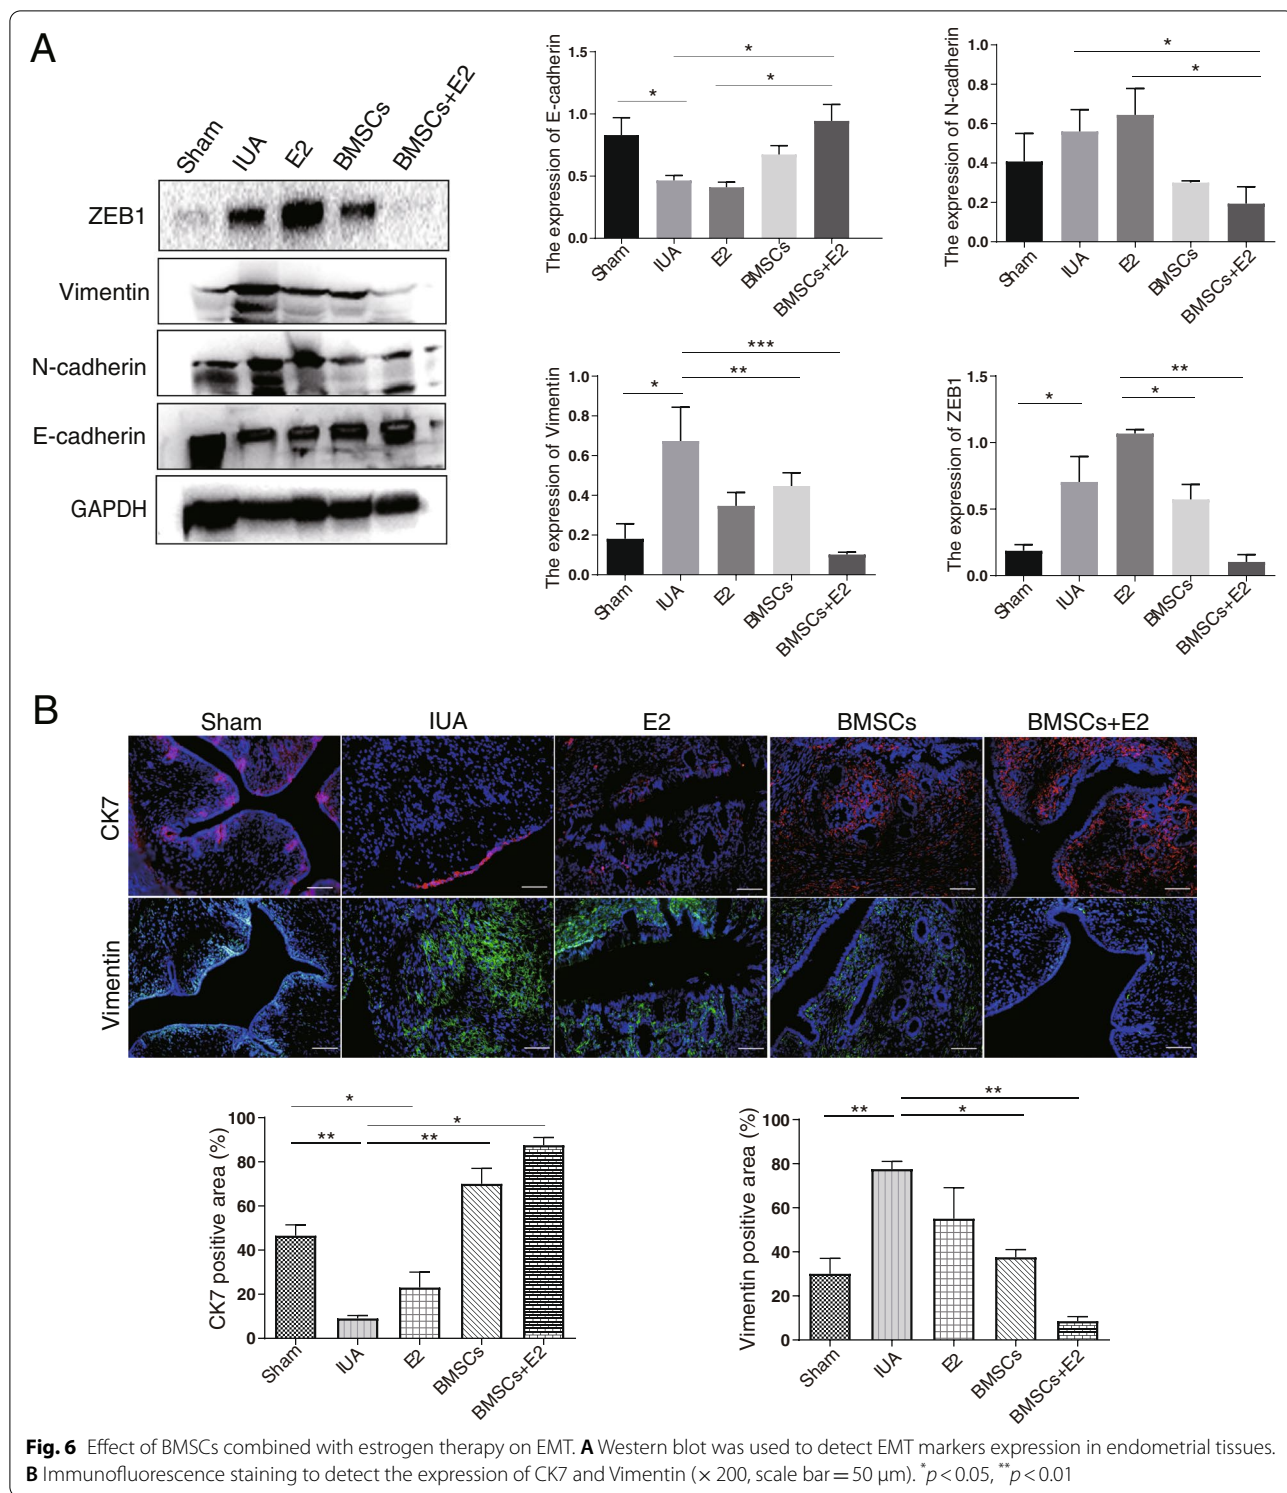 A
Sham
IUA
E2
BMSCs
BMSCs+E2
ZEB1
Vimentin
N-cadherin
E-cadherin
GAPDH
The expression of E-cadherin
1.5
1.0
0.5
0.0
*
*
*
Sham
IUA
E2
BMSCs
BMSCs+E2
The expression of N-cadherin
1.0
0.8
0.6
0.4
0.2
0.0
*
*
Sham
IUA
E2
BMSCs
BMSCs+E2
The expression of Vimentin
1.0
0.8
0.6
0.4
0.2
0.0
***
**
*
Sham
IUA
E2
BMSCs
BMSCs+E2
The expression of ZEB1
1.5
1.0
0.5
0.0
**
*
*
Sham
IUA
E2
BMSCs
BMSCs+E2
B
Sham
IUA
E2
BMSCs
BMSCs+E2
CK7
Vimentin
CK7 positive area (%)
100
80
60
40
20
0
*
*
**
**
Sham
IUA
E2
BMSCs
BMSCs+E2
Vimentin positive area (%)
100
80
60
40
20
0
**
**
*
Sham
IUA
E2
BMSCs
BMSCs+E2
Fig. 6 Effect of BMSCs combined with estrogen therapy on EMT. A Western blot was used to detect EMT markers expression in endometrial tissues.
B Immunofluorescence staining to detect the expression of CK7 and Vimentin (× 200, scale bar = 50 μm). *p < 0.05, **p < 0.01